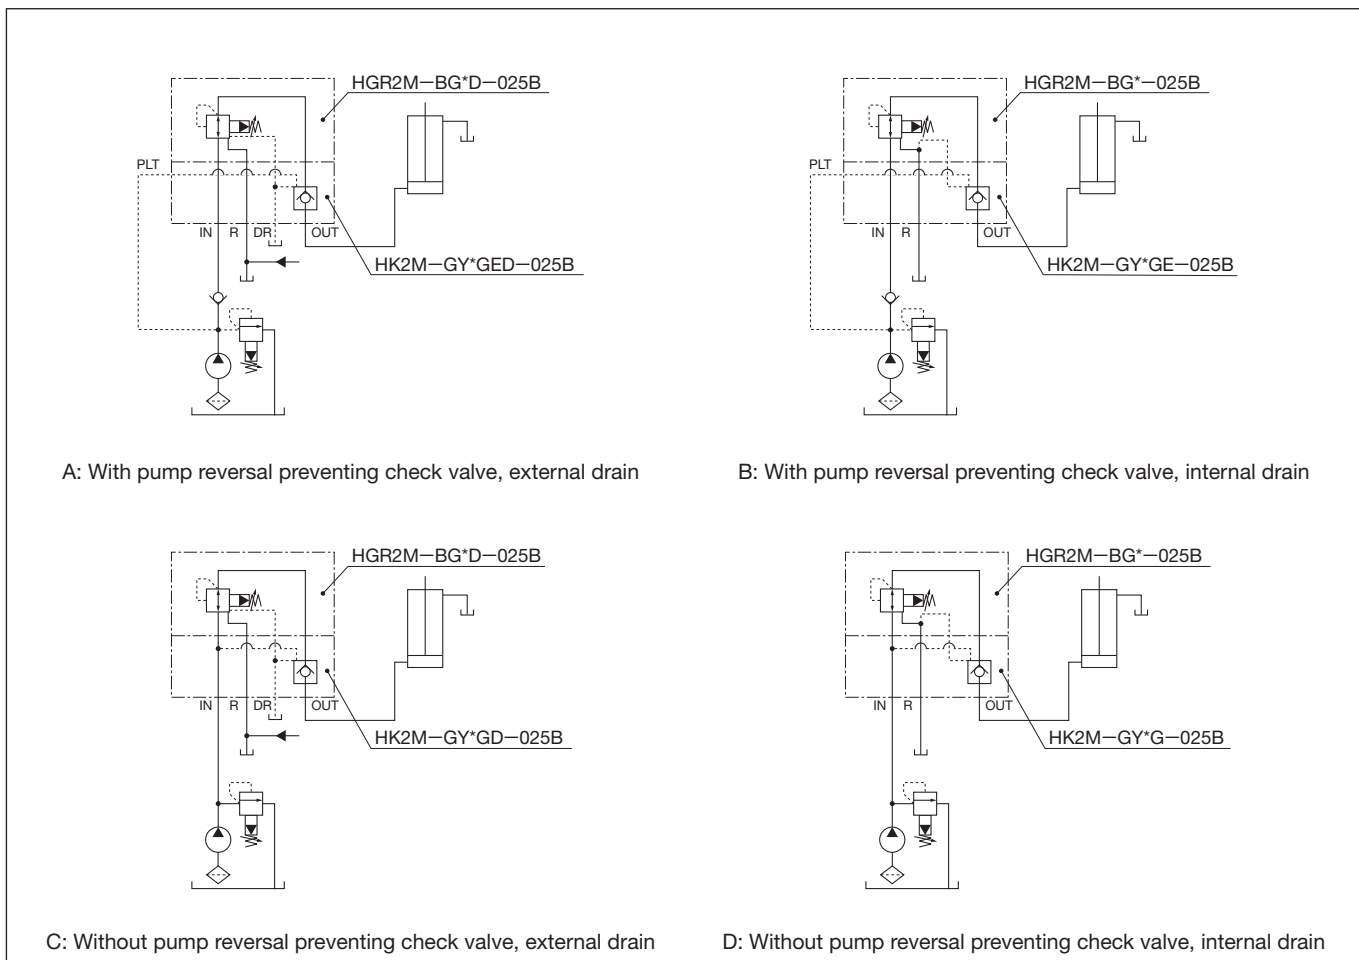 HGR2M—BG*D—025B
PLT
IN R DR OUT
HK2M—GY*GED—025B
A: With pump reversal preventing check valve, external drain
HGR2M—BG*—025B
PLT
IN R OUT
HK2M—GY*GE—025B
B: With pump reversal preventing check valve, internal drain
HGR2M—BG*D—025B
IN R DR OUT
HK2M—GY*GD—025B
C: Without pump reversal preventing check valve, external drain
HGR2M—BG*—025B
IN R OUT
HK2M—GY*G—025B
D: Without pump reversal preventing check valve, internal drain